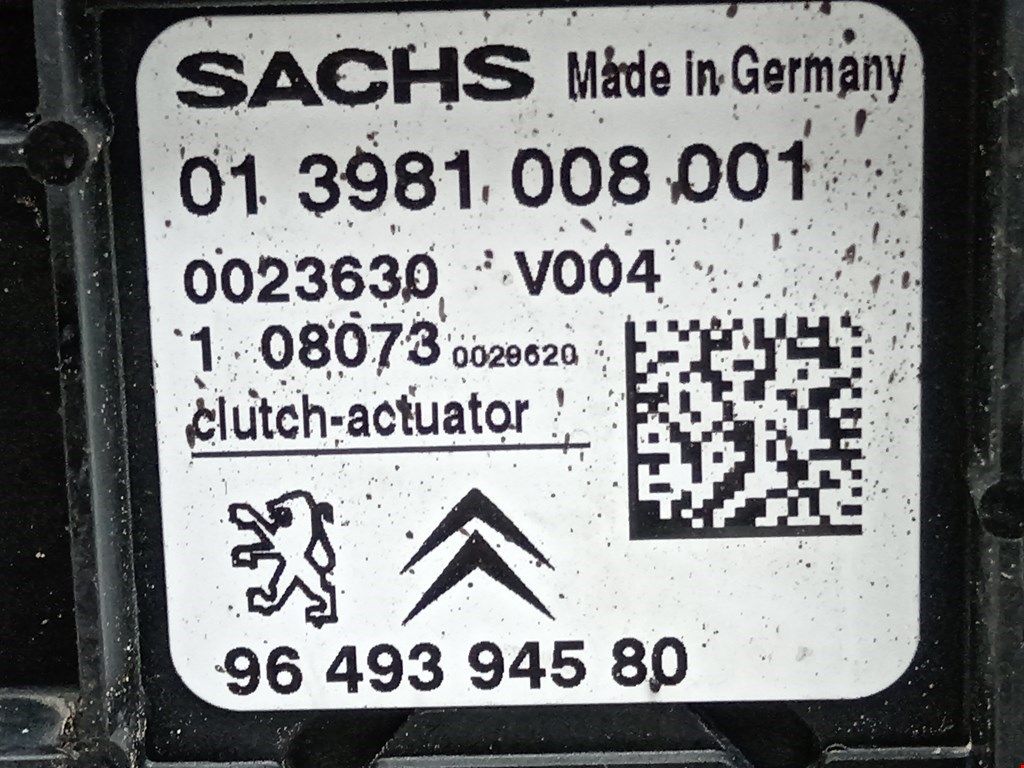 SACHS Made in Germany
01 3981 008 001
0023630 V004
1 08073 0029620
clutch-actuator
96 493 945 80